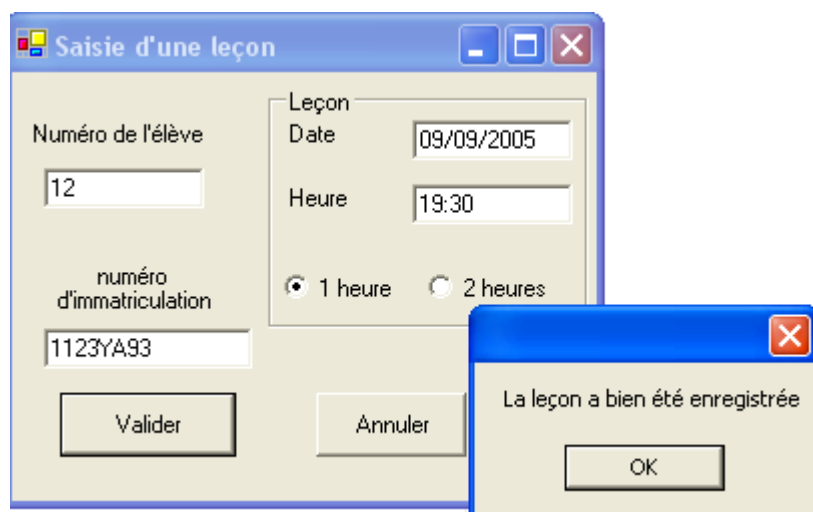 Saisie d'une leçon
Numéro de l'élève
12
numéro
d'immatriculation
1123YA93
Leçon
Date
09/09/2005
Heure
19:30
1 heure
2 heures
Valider
Annuler
La leçon a bien été enregistrée
OK